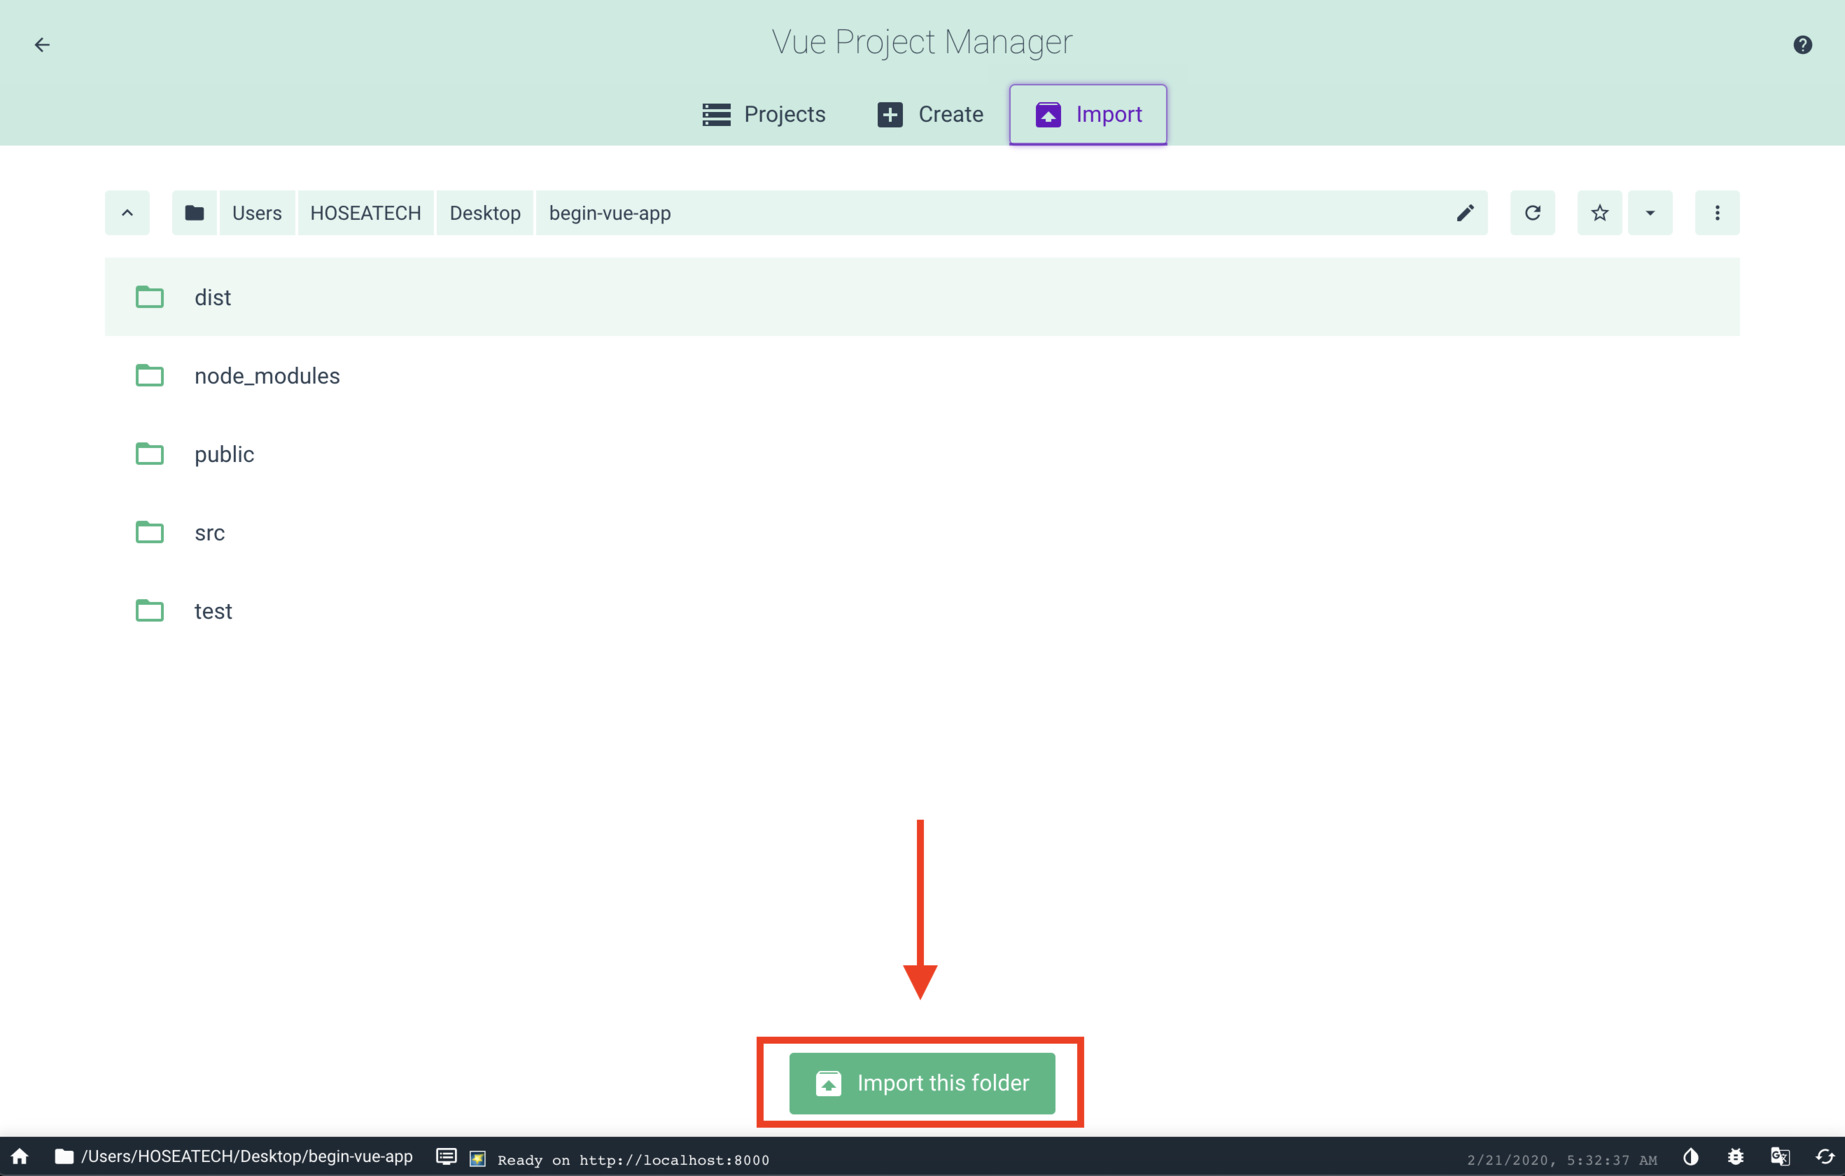 Vue Project Manager
Projects
Create
Import
Users
HOSEATECH
Desktop
begin-vue-app
dist
node_modules
public
src
test
Import this folder
/Users/HOSEATECH/Desktop/begin-vue-app
Ready on http://localhost:8000
2/21/2020, 5:32:37 AM